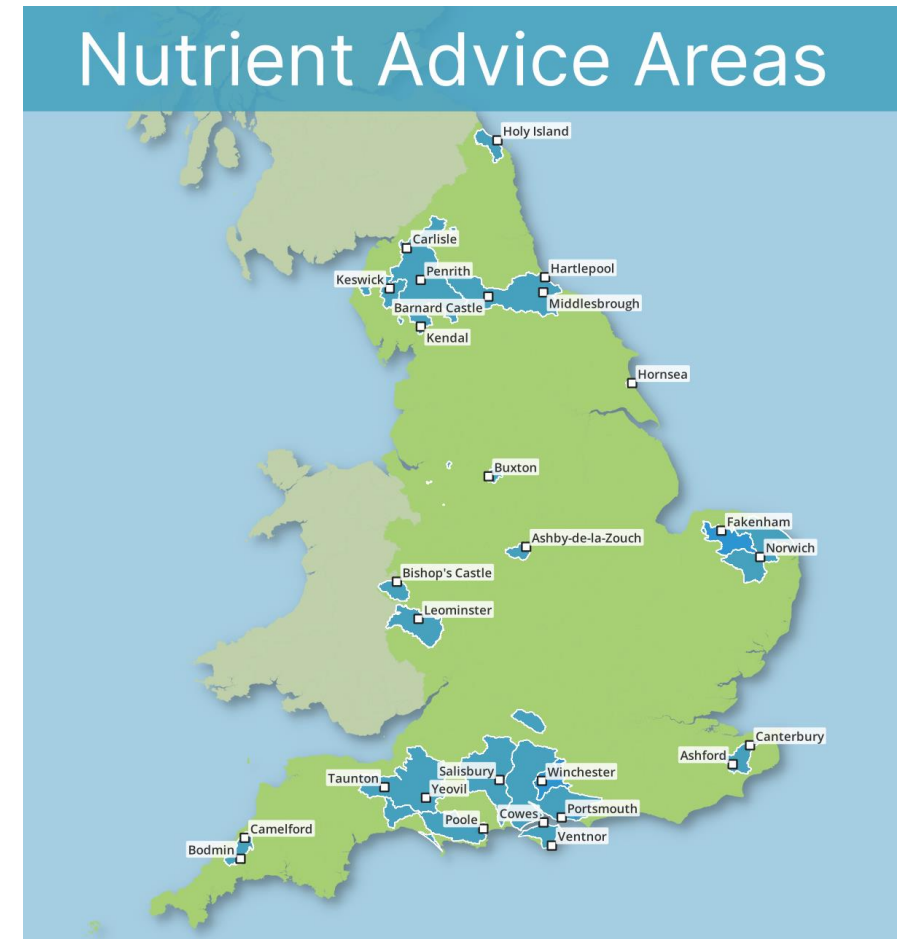 Nutrient Advice Areas
Holy Island
Carlisle
Keswick
Penrith
Hartlepool
Barnard Castle
Middlesbrough
Kendal
Hornsea
Buxton
Fakenham
Ashby-de-la-Zouch
Norwich
Bishop's Castle
Leominster
Canterbury
Ashford
Taunton
Salisbury
Winchester
Yeovil
Portsmouth
Poole
Cowes
Camelford
Ventnor
Bodmin